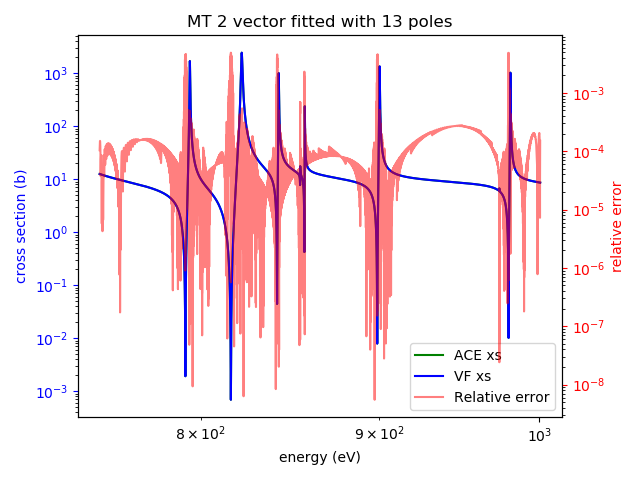 MT 2 vector fitted with 13 poles
cross section (b)
10³
10²
10¹
10⁰
10⁻¹
10⁻²
10⁻³
10⁻³
10⁻⁴
10⁻⁵
10⁻⁶
10⁻⁷
10⁻⁸
relative error
ACE xs
VF xs
Relative error
8 × 10² 9 × 10² 10³
energy (eV)